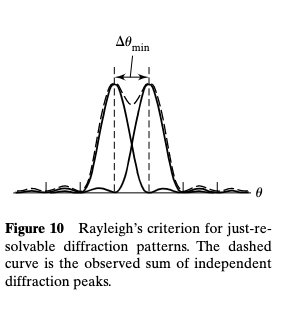 Δθmin
θ
Figure 10 Rayleigh's criterion for just-re-
solvable diffraction patterns. The dashed
curve is the observed sum of independent
diffraction peaks.